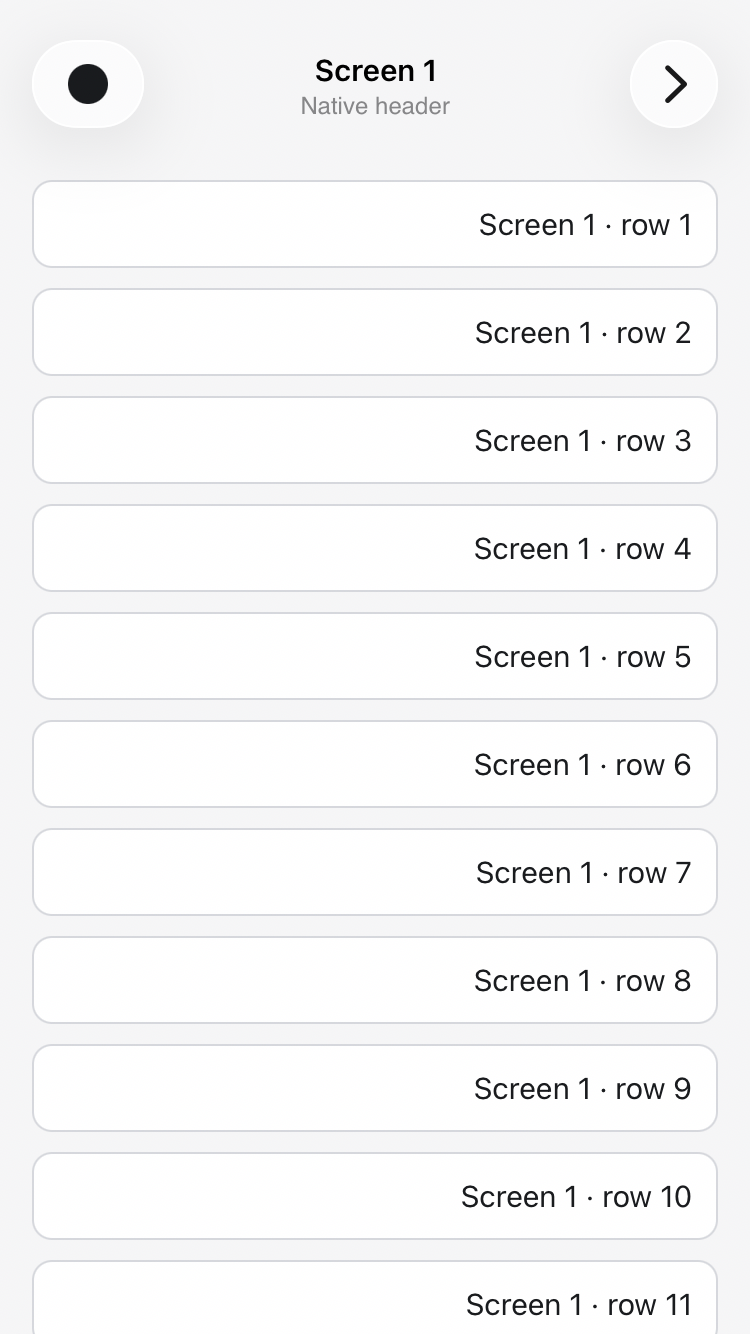 Screen 1
Native header
Screen 1 · row 1
Screen 1 · row 2
Screen 1 · row 3
Screen 1 · row 4
Screen 1 · row 5
Screen 1 · row 6
Screen 1 · row 7
Screen 1 · row 8
Screen 1 · row 9
Screen 1 · row 10
Screen 1 · row 11